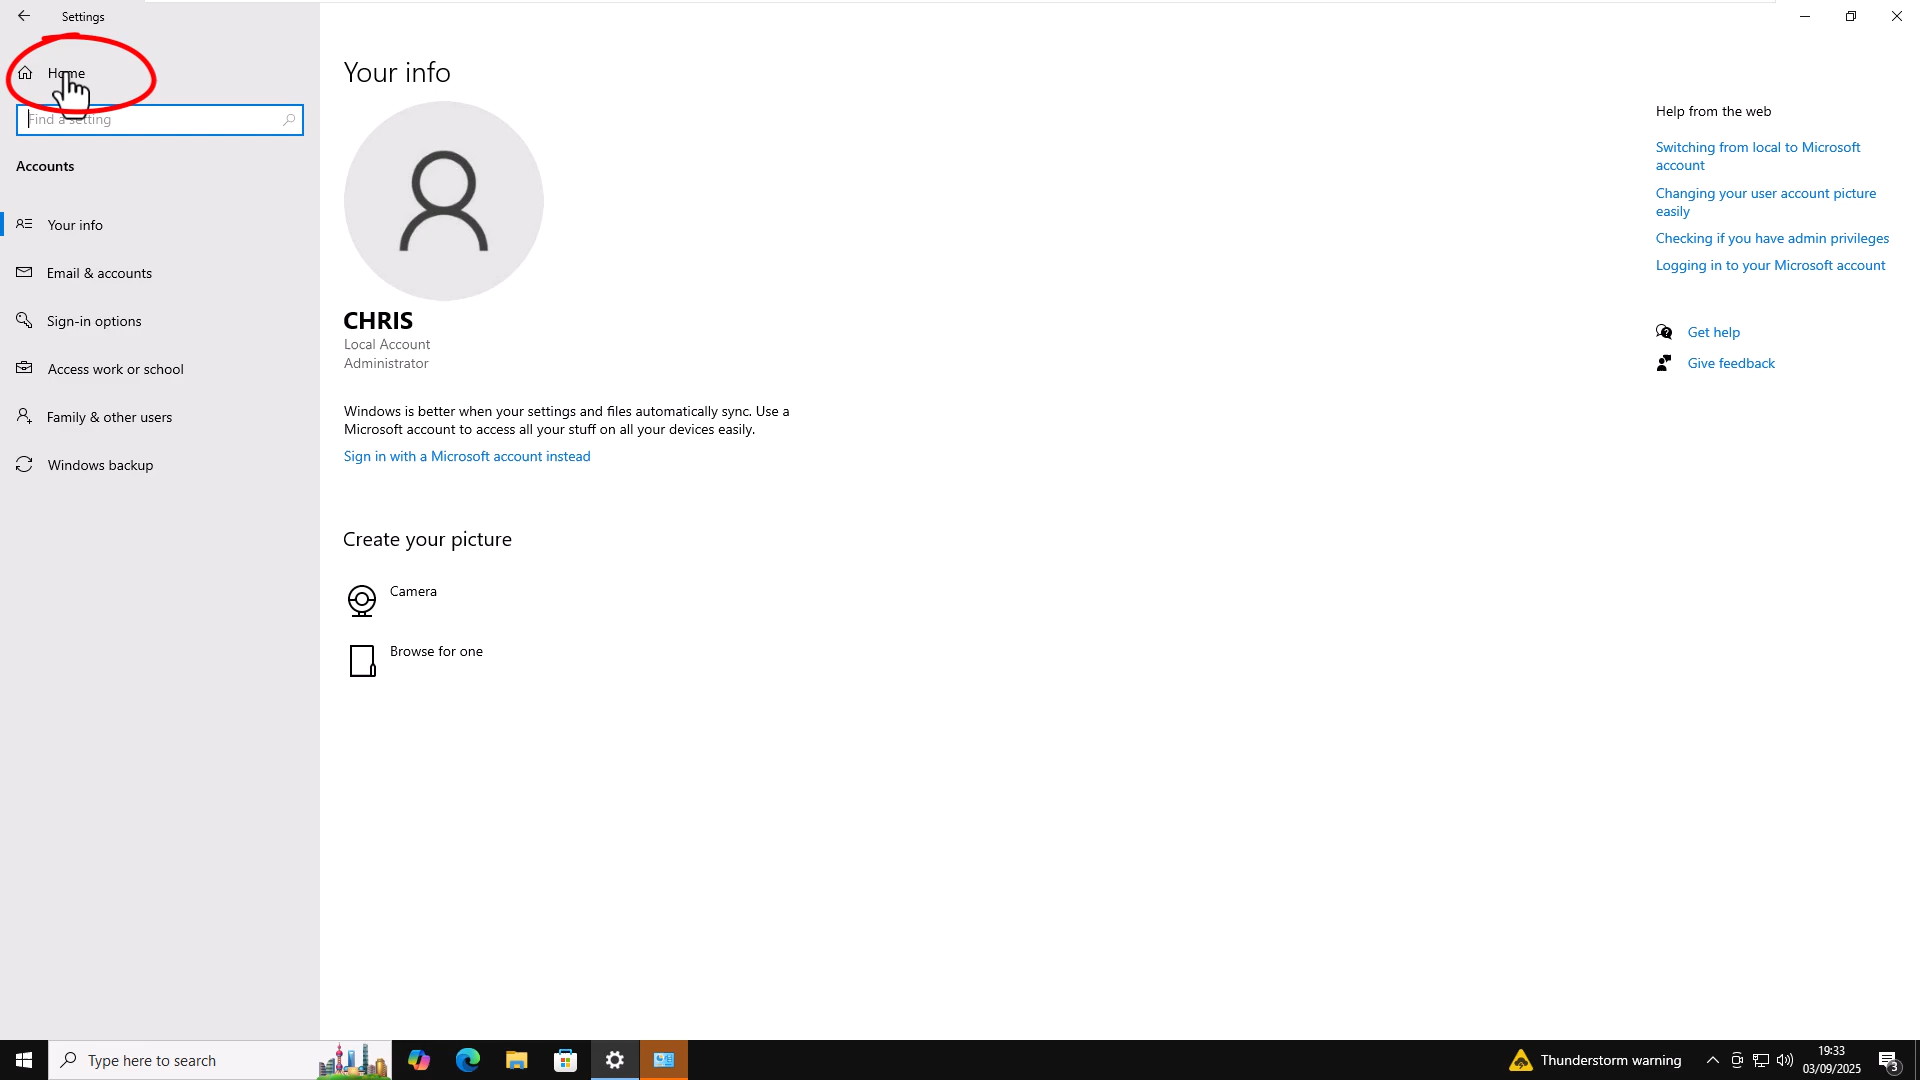 Settings
Home
Find a setting
Accounts
Your info
Email & accounts
Sign-in options
Access work or school
Family & other users
Windows backup
Your info
CHRIS
Local Account
Administrator
Windows is better when your settings and files automatically sync. Use a
Microsoft account to access all your stuff on all your devices easily.
Sign in with a Microsoft account instead
Create your picture
Camera
Browse for one
Help from the web
Switching from local to Microsoft
account
Changing your user account picture
easily
Checking if you have admin privileges
Logging in to your Microsoft account
Get help
Give feedback
Type here to search
Thunderstorm warning
19:33
03/09/2025
3